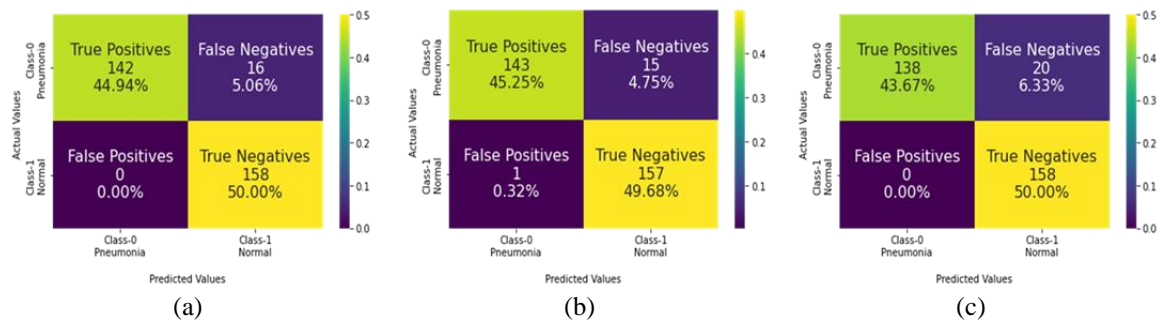 Actual Values
Class-0
Pneumonia
Class-1
Normal
True Positives
142
44.94%
False Negatives
16
5.06%
False Positives
0
0.00%
True Negatives
158
50.00%
Class-0
Pneumonia
Class-1
Normal
Predicted Values
0.5
0.4
0.3
0.2
0.1
0.0
(a)
Actual Values
Class-0
Pneumonia
Class-1
Normal
True Positives
143
45.25%
False Negatives
15
4.75%
False Positives
1
0.32%
True Negatives
157
49.68%
Class-0
Pneumonia
Class-1
Normal
Predicted Values
0.4
0.3
0.2
0.1
(b)
Actual Values
Class-0
Pneumonia
Class-1
Normal
True Positives
138
43.67%
False Negatives
20
6.33%
False Positives
0
0.00%
True Negatives
158
50.00%
Class-0
Pneumonia
Class-1
Normal
Predicted Values
0.5
0.4
0.3
0.2
0.1
0.0
(c)